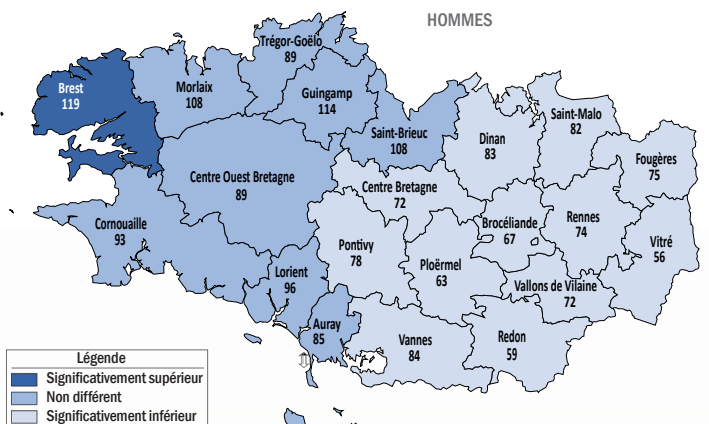 HOMMES
Trégor-Goëlo
89
Brest
119
Morlaix
108
Guingamp
114
Saint-Brieuc
108
Dinan
83
Saint-Malo
82
Fougères
75
Centre Ouest Bretagne
89
Centre Bretagne
72
Cornouaille
93
Pontivy
78
Brocéliande
67
Rennes
74
Vitré
56
Ploërmel
63
Lorient
96
Vallons de Vilaine
72
Auray
85
Vannes
84
Redon
59
Légende
Significativement supérieur
Non différent
Significativement inférieur